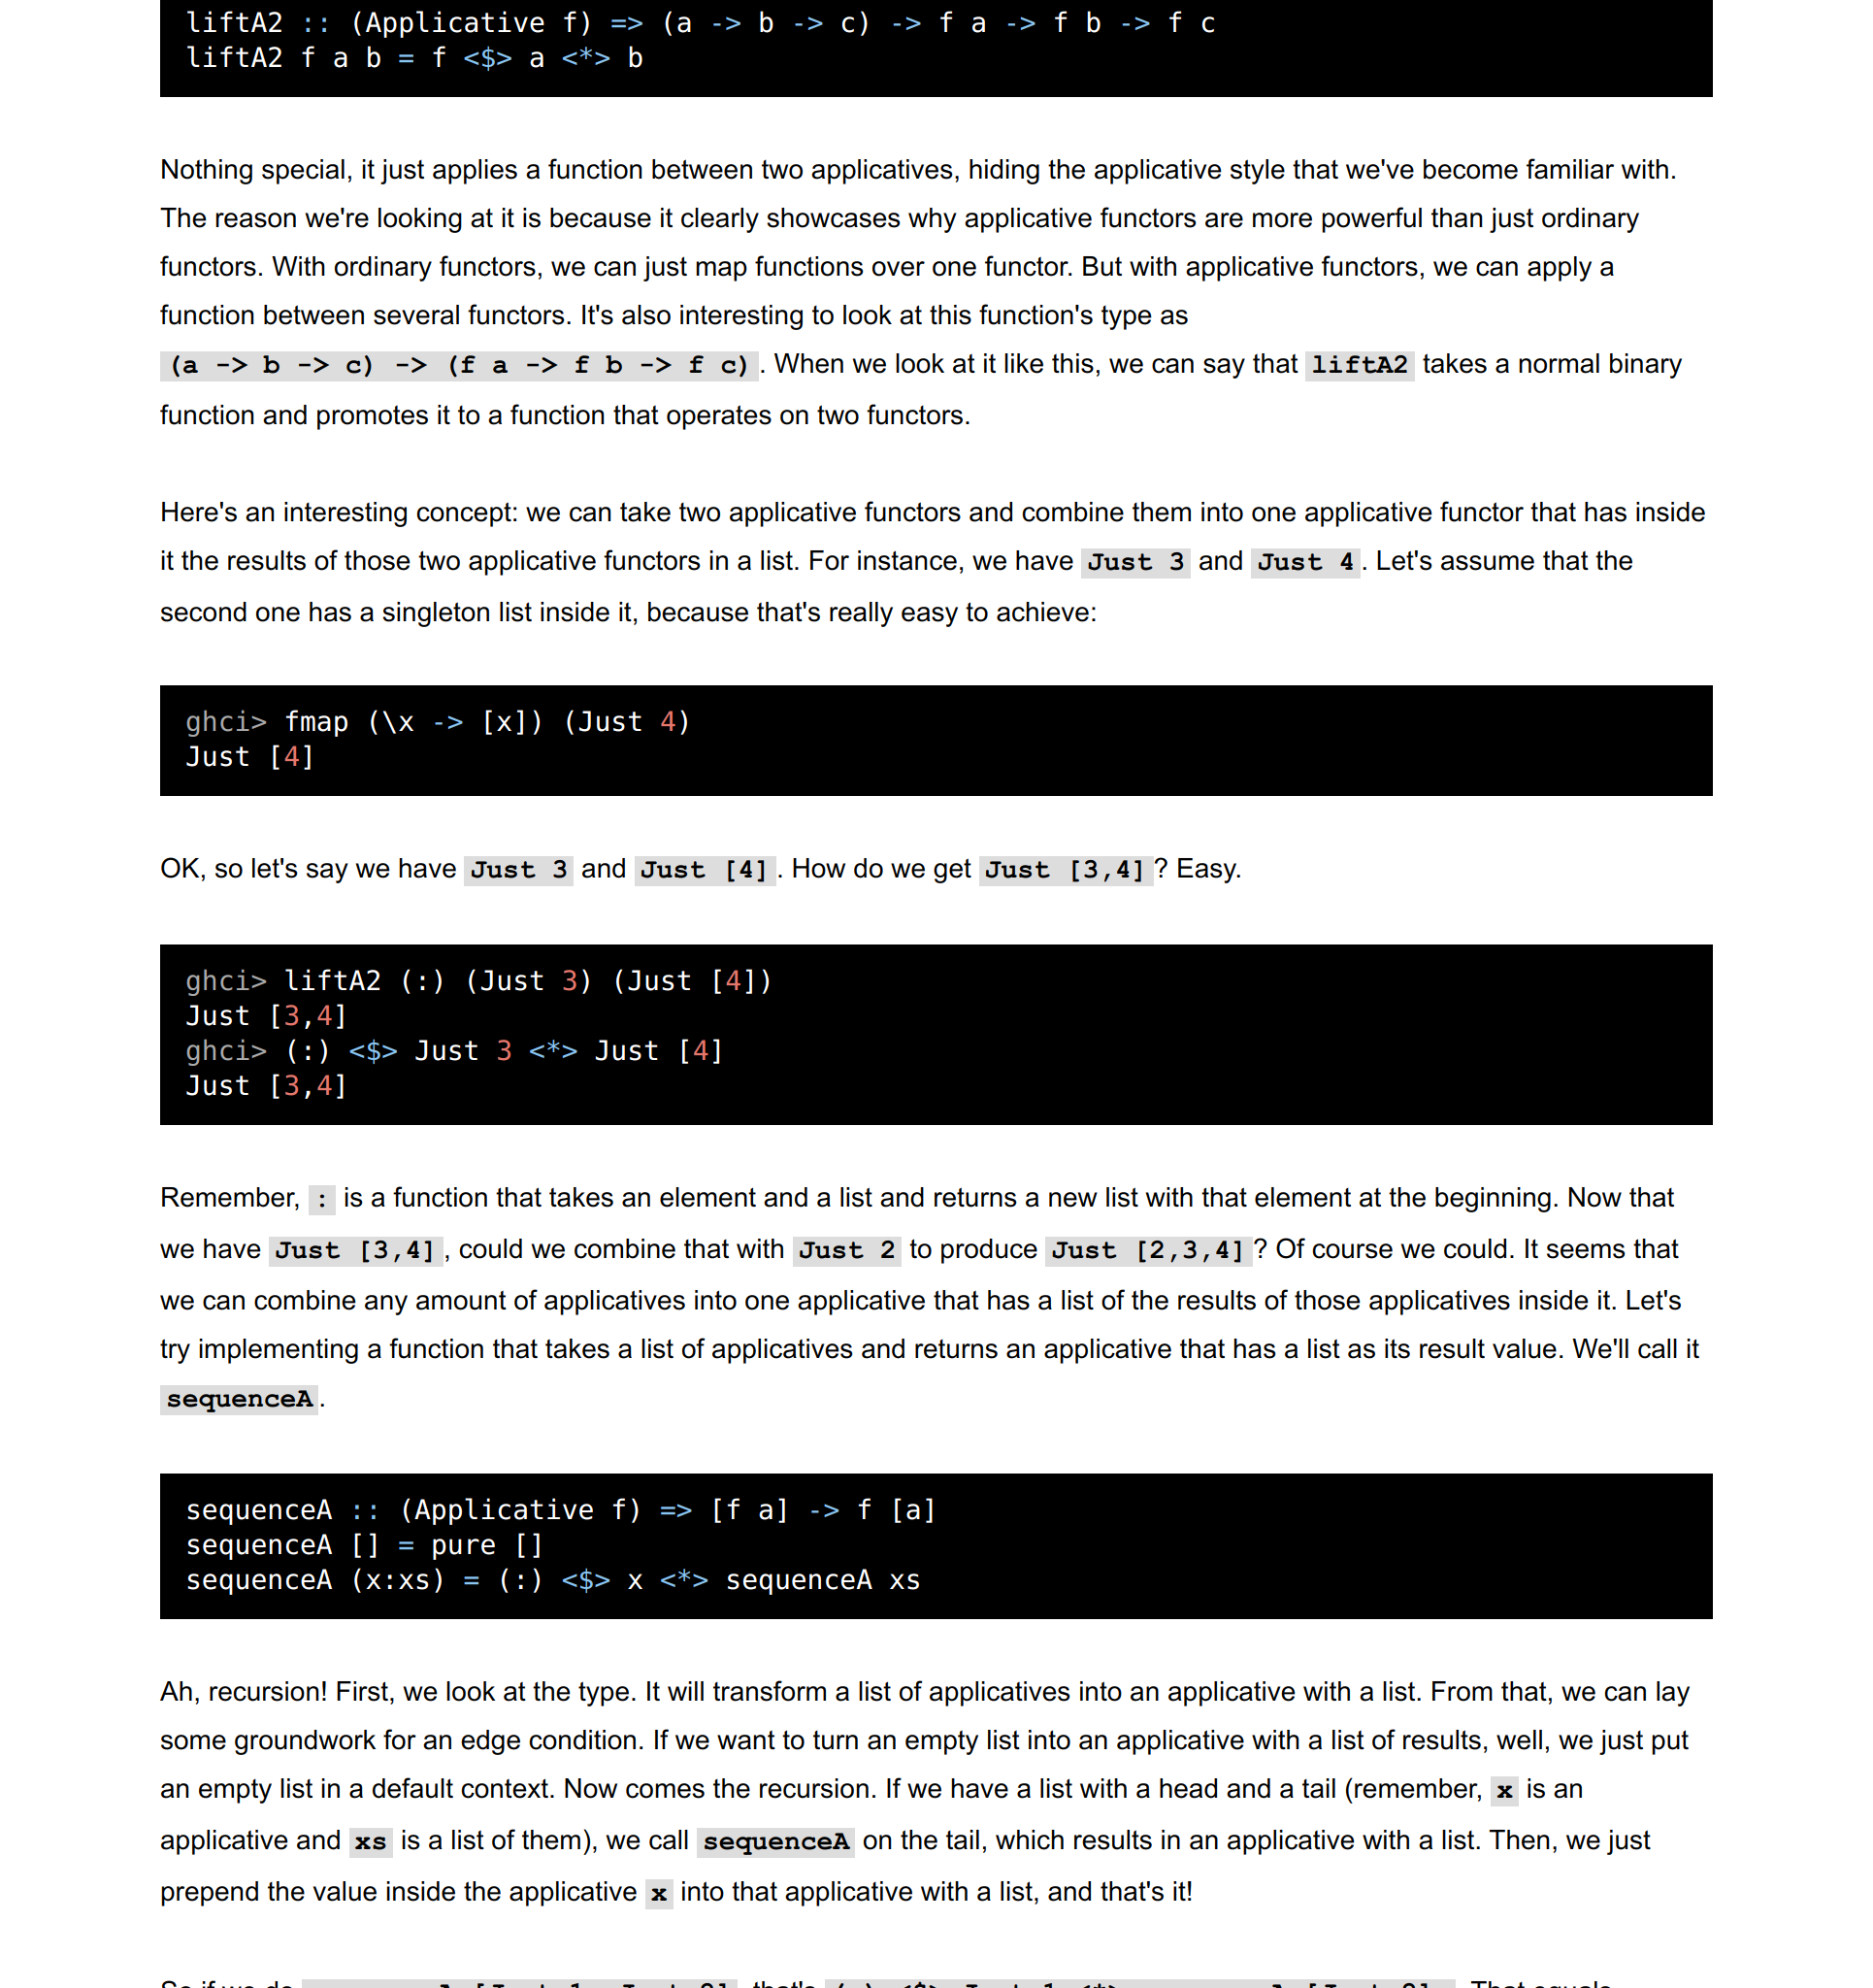 liftA2 :: (Applicative f) => (a -> b -> c) -> f a -> f b -> f c
liftA2 f a b = f <$> a <*> b
Nothing special, it just applies a function between two applicatives, hiding the applicative style that we've become familiar with.
The reason we're looking at it is because it clearly showcases why applicative functors are more powerful than just ordinary
functors. With ordinary functors, we can just map functions over one functor. But with applicative functors, we can apply a
function between several functors. It's also interesting to look at this function's type as
(a -> b -> c) -> (f a -> f b -> f c). When we look at it like this, we can say that liftA2 takes a normal binary
function and promotes it to a function that operates on two functors.
Here's an interesting concept: we can take two applicative functors and combine them into one applicative functor that has inside
it the results of those two applicative functors in a list. For instance, we have Just 3 and Just 4. Let's assume that the
second one has a singleton list inside it, because that's really easy to achieve:
ghci> fmap (\x -> [x]) (Just 4)
Just [4]
OK, so let's say we have Just 3 and Just [4]. How do we get Just [3,4]? Easy.
ghci> liftA2 (:) (Just 3) (Just [4])
Just [3,4]
ghci> (:) <$> Just 3 <*> Just [4]
Just [3,4]
Remember, : is a function that takes an element and a list and returns a new list with that element at the beginning. Now that
we have Just [3,4], could we combine that with Just 2 to produce Just [2,3,4]? Of course we could. It seems that
we can combine any amount of applicatives into one applicative that has a list of the results of those applicatives inside it. Let's
try implementing a function that takes a list of applicatives and returns an applicative that has a list as its result value. We'll call it
sequenceA.
sequenceA :: (Applicative f) => [f a] -> f [a]
sequenceA [] = pure []
sequenceA (x:xs) = (:) <$> x <*> sequenceA xs
Ah, recursion! First, we look at the type. It will transform a list of applicatives into an applicative with a list. From that, we can lay
some groundwork for an edge condition. If we want to turn an empty list into an applicative with a list of results, well, we just put
an empty list in a default context. Now comes the recursion. If we have a list with a head and a tail (remember, x is an
applicative and xs is a list of them), we call sequenceA on the tail, which results in an applicative with a list. Then, we just
prepend the value inside the applicative x into that applicative with a list, and that's it!